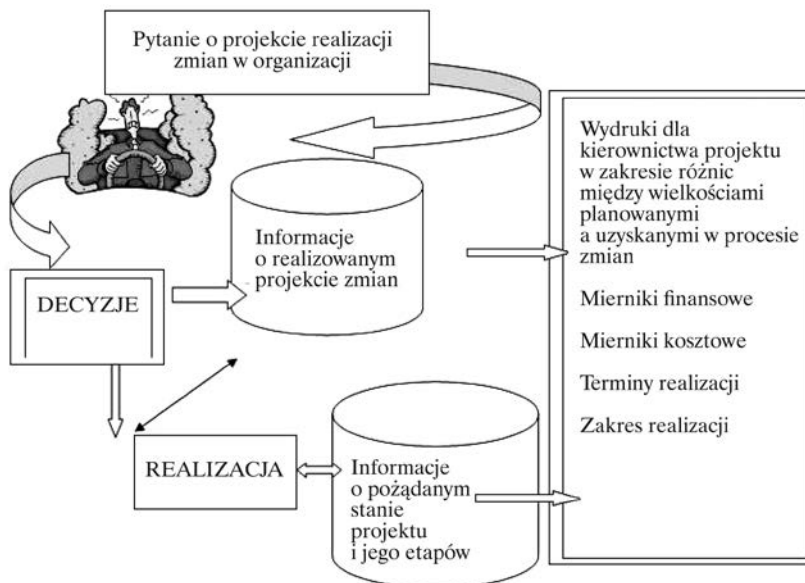 Pytanie o projekcie realizacji
zmian w organizacji
Wydruki dla
kierownictwa projektu
w zakresie różnic
między wielkościami
planowanymi
a uzyskanymi w procesie
zmian
Mierniki finansowe
Mierniki kosztowe
Terminy realizacji
Zakres realizacji
Informacje
o realizowanym
projekcie zmian
DECYZJE
REALIZACJA
Informacje
o pożądanym
stanie
projektu
i jego etapów